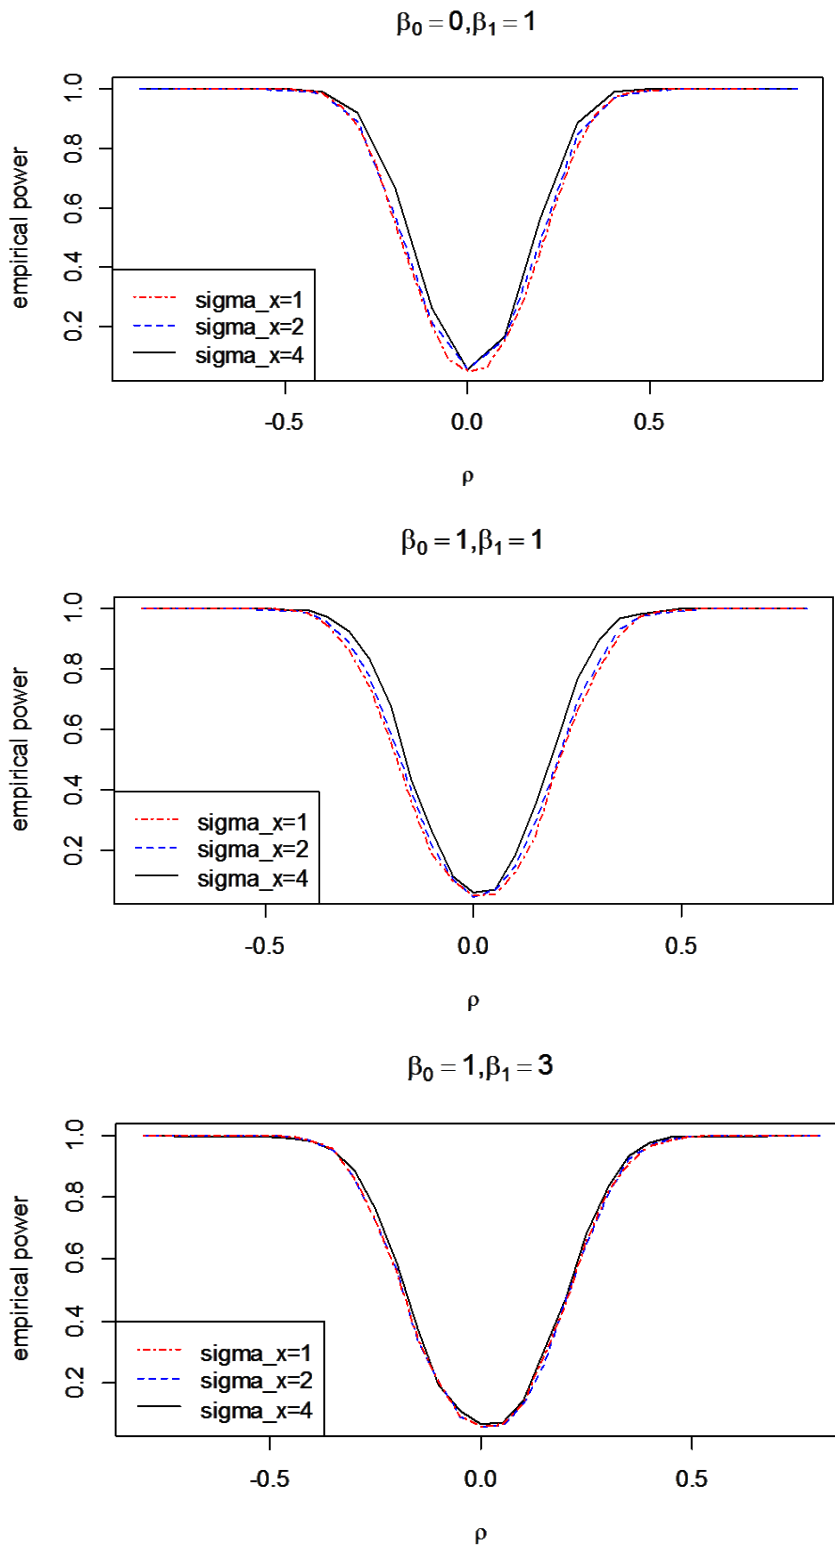 β₀ = 0,β₁ = 1
empirical power
1.0
0.8
0.6
0.4
0.2
sigma_x=1
sigma_x=2
sigma_x=4
-0.5 0.0 0.5
ρ
β₀ = 1,β₁ = 1
empirical power
1.0
0.8
0.6
0.4
0.2
sigma_x=1
sigma_x=2
sigma_x=4
-0.5 0.0 0.5
ρ
β₀ = 1,β₁ = 3
empirical power
1.0
0.8
0.6
0.4
0.2
sigma_x=1
sigma_x=2
sigma_x=4
-0.5 0.0 0.5
ρ